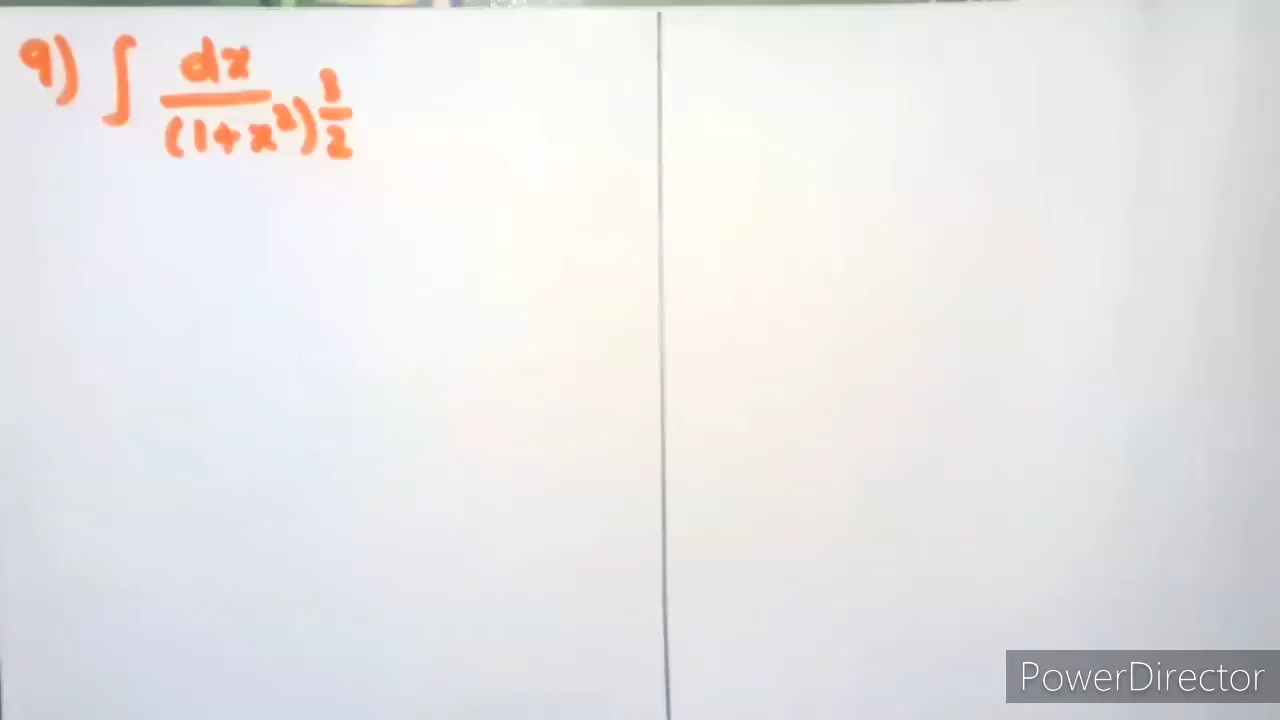 9) ∫ dx / (1+x²)^(3/2)
PowerDirector